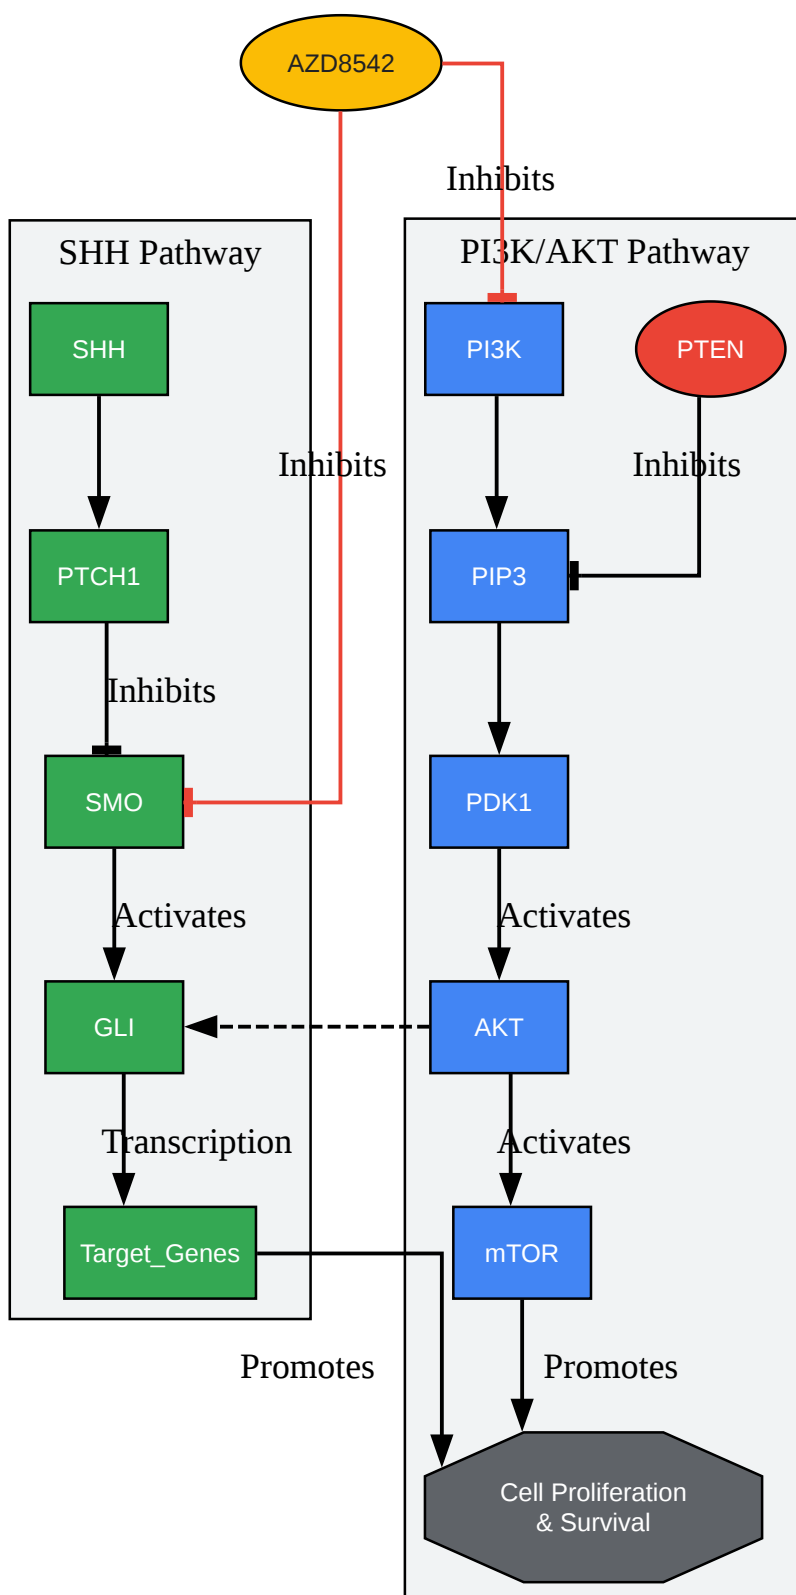 AZD8542
Inhibits
SHH Pathway
PI3K/AKT Pathway
SHH
PI3K
PTEN
Inhibits
Inhibits
PTCH1
PIP3
Inhibits
SMO
PDK1
Activates
Activates
GLI
AKT
Transcription
Activates
Target_Genes
mTOR
Promotes
Promotes
Cell Proliferation
& Survival